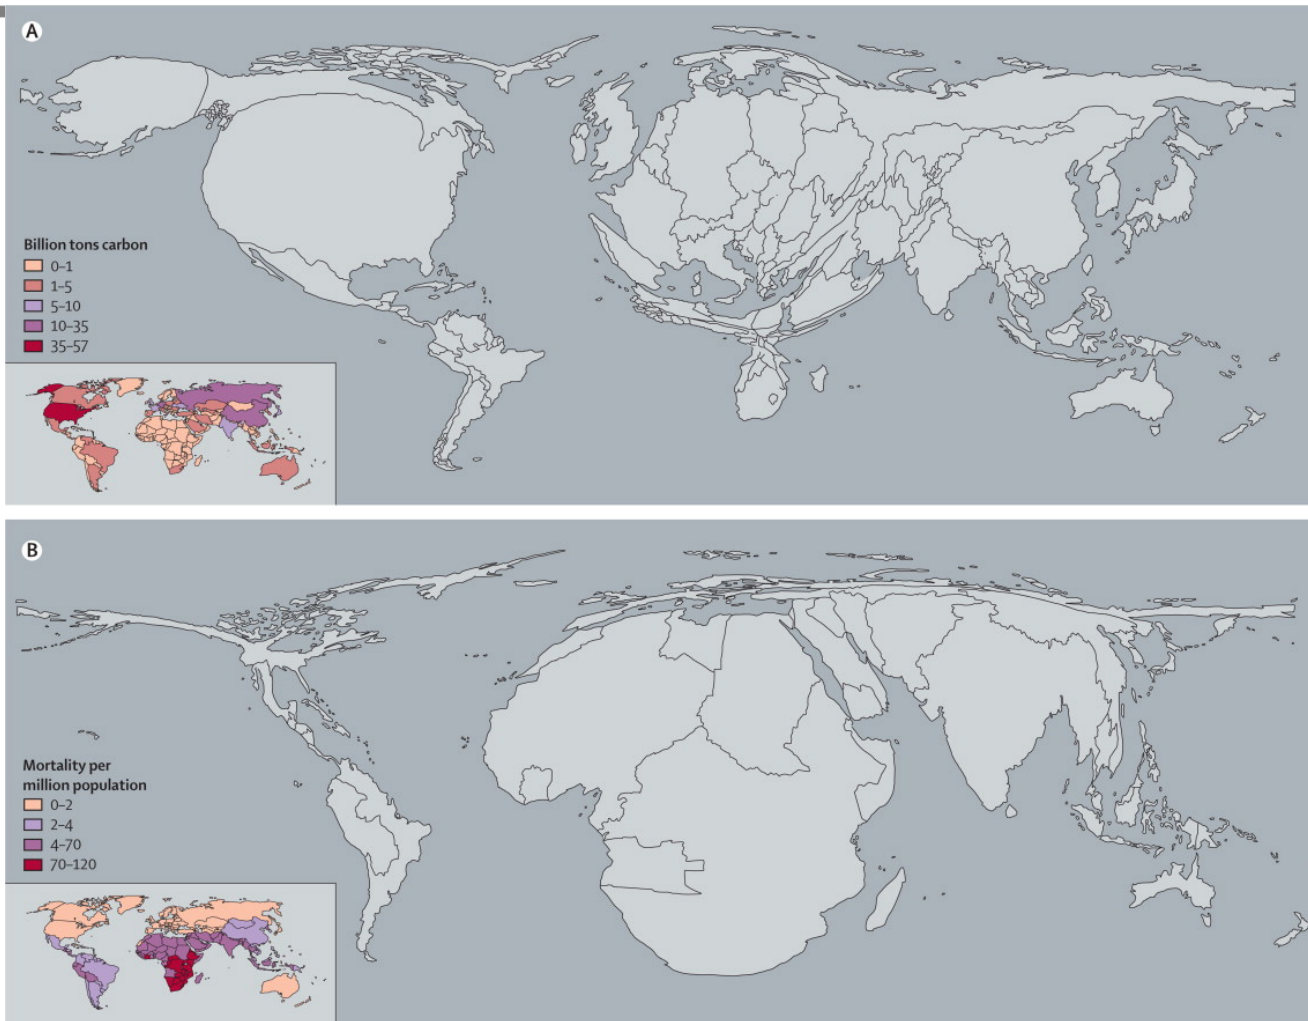 A
Billion tons carbon
0–1
1–5
5–10
10–35
35–57
B
Mortality per
million population
0–2
2–4
4–70
70–120